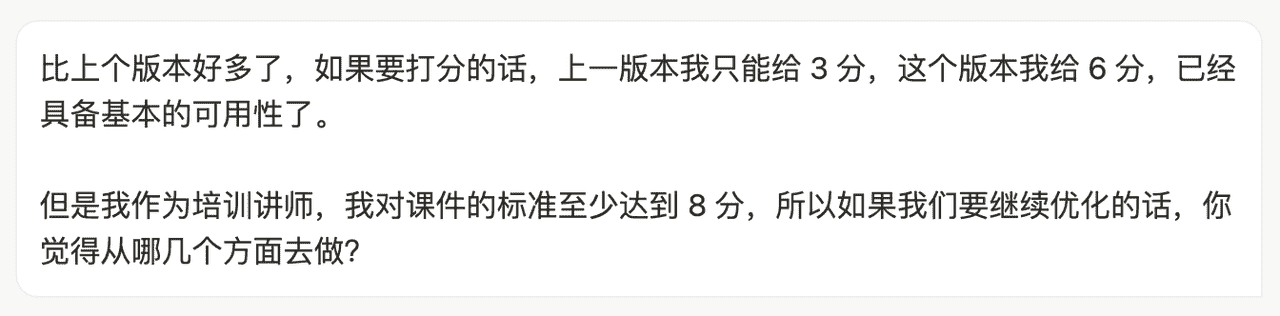 比上个版本好多了，如果要打分的话，上一版本我只能给 3 分，这个版本我给 6 分，已经
具备基本的可用性了。
但是我作为培训讲师，我对课件的标准至少达到 8 分，所以如果我们要继续优化的话，你
觉得从哪几个方面去做？